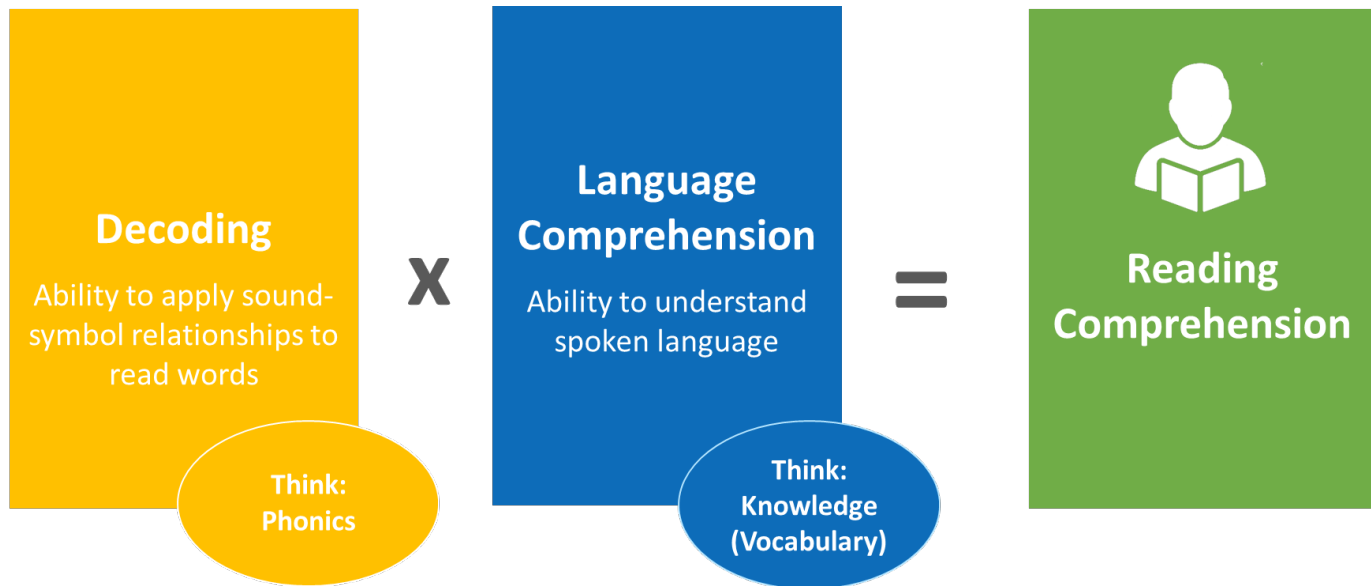 Decoding
Ability to apply sound-
symbol relationships to
read words
Think:
Phonics
x
Language
Comprehension
Ability to understand
spoken language
Think:
Knowledge
(Vocabulary)
=
Reading
Comprehension